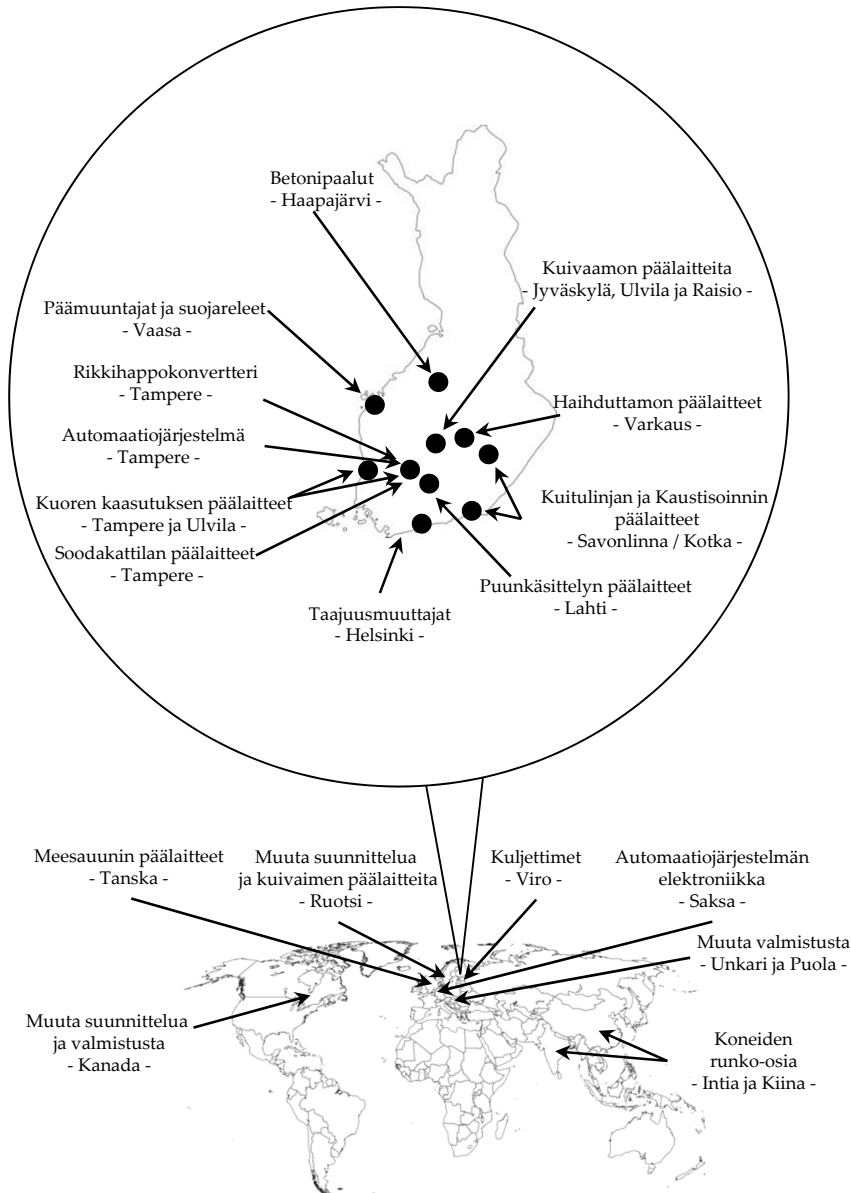 Betonipaalut
- Haapajärvi -
Kuivaamon päälaitteita
- Jyväskylä, Ulvila ja Raisio -
Päämuuntajat ja suojareleet
- Vaasa -
Rikkihappokonvertteri
- Tampere -
Haihduttamon päälaitteet
- Varkaus -
Automaatiojärjestelmä
- Tampere -
Kuoren kaasutuksen päälaitteet
- Tampere ja Ulvila -
Kuitulinjan ja Kaustisoinnin
päälaitteet
- Savonlinna / Kotka -
Soodakattilan päälaitteet
- Tampere -
Puunkäsittelyn päälaitteet
- Lahti -
Taajuusmuuttajat
- Helsinki -
Meesauunin päälaitteet
- Tanska -
Muuta suunnittelua
ja kuivaimen päälaitteita
- Ruotsi -
Kuljettimet
- Viro -
Automaatiojärjestelmän
elektroniikka
- Saksa -
Muuta valmistusta
- Unkari ja Puola -
Muuta suunnittelua
ja valmistusta
- Kanada -
Koneiden
runko-osia
- Intia ja Kiina -